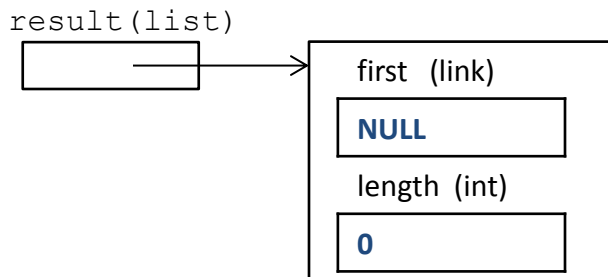 result(list)
first (link)
NULL
length (int)
0